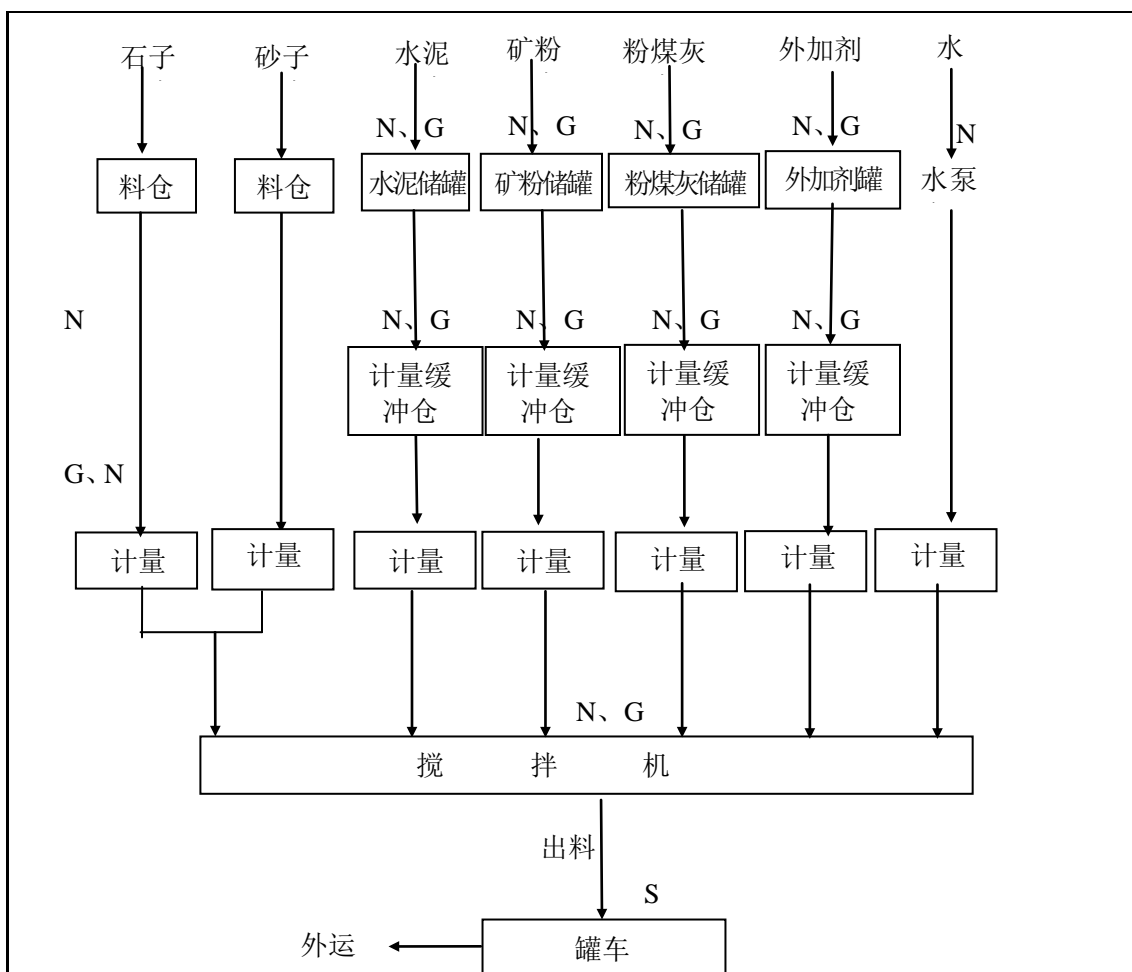 石子 砂子 水泥 矿粉 粉煤灰 外加剂 水
N、G N、G N、G N、G N
料仓 料仓 水泥储罐 矿粉储罐 粉煤灰储罐 外加剂罐 水泵
N N、G N、G N、G N、G
计量缓 计量缓 计量缓 计量缓
冲仓 冲仓 冲仓 冲仓
G、N
计量 计量 计量 计量 计量 计量 计量
N、G
搅拌机
出料
S
外运 罐车